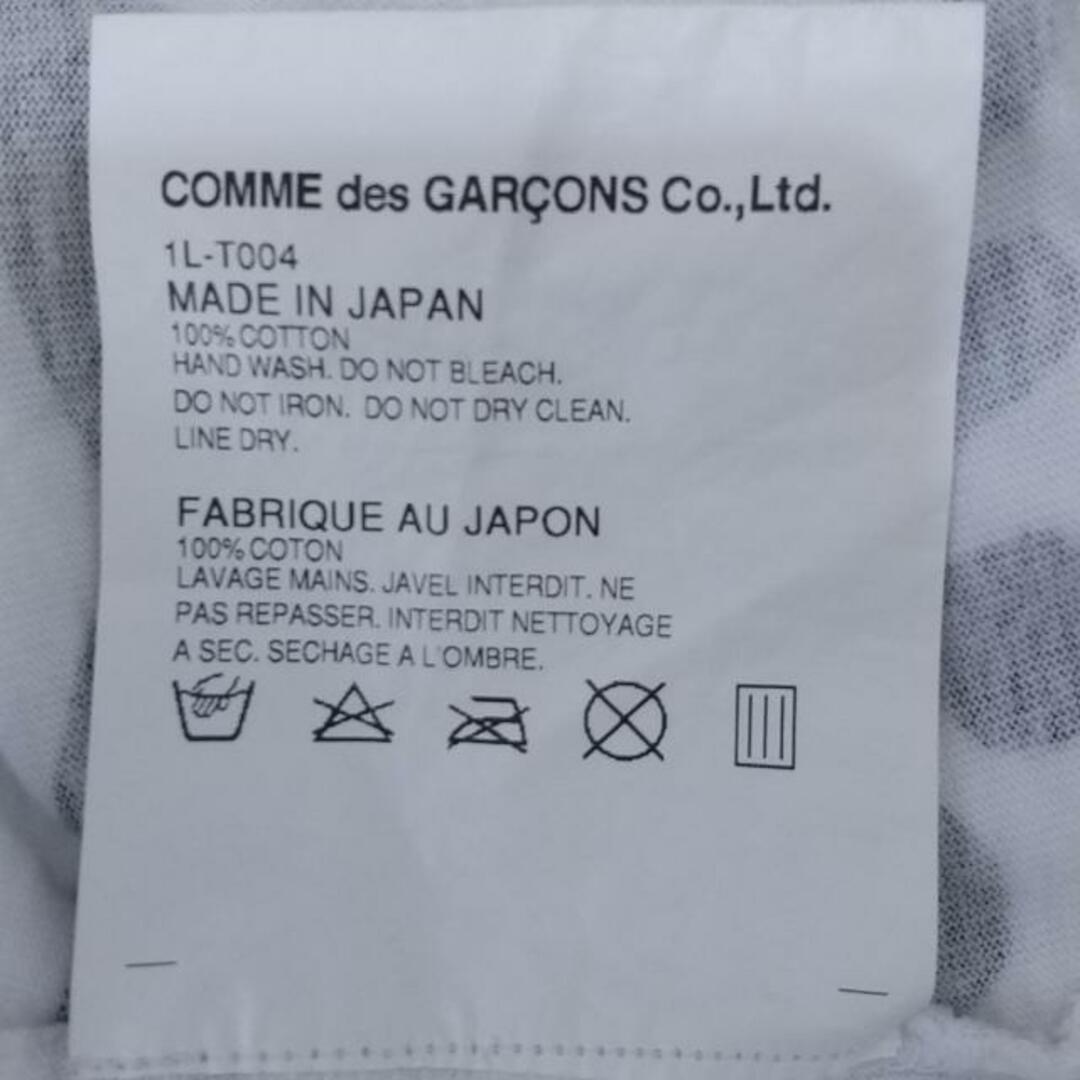 COMME des GARÇONS Co.,Ltd.
1L-T004
MADE IN JAPAN
100% COTTON
HAND WASH. DO NOT BLEACH.
DO NOT IRON. DO NOT DRY CLEAN.
LINE DRY.
FABRIQUE AU JAPON
100% COTON
LAVAGE MAINS. JAVEL INTERDIT. NE
PAS REPASSER. INTERDIT NETTOYAGE
A SEC. SECHAGE A L'OMBRE.